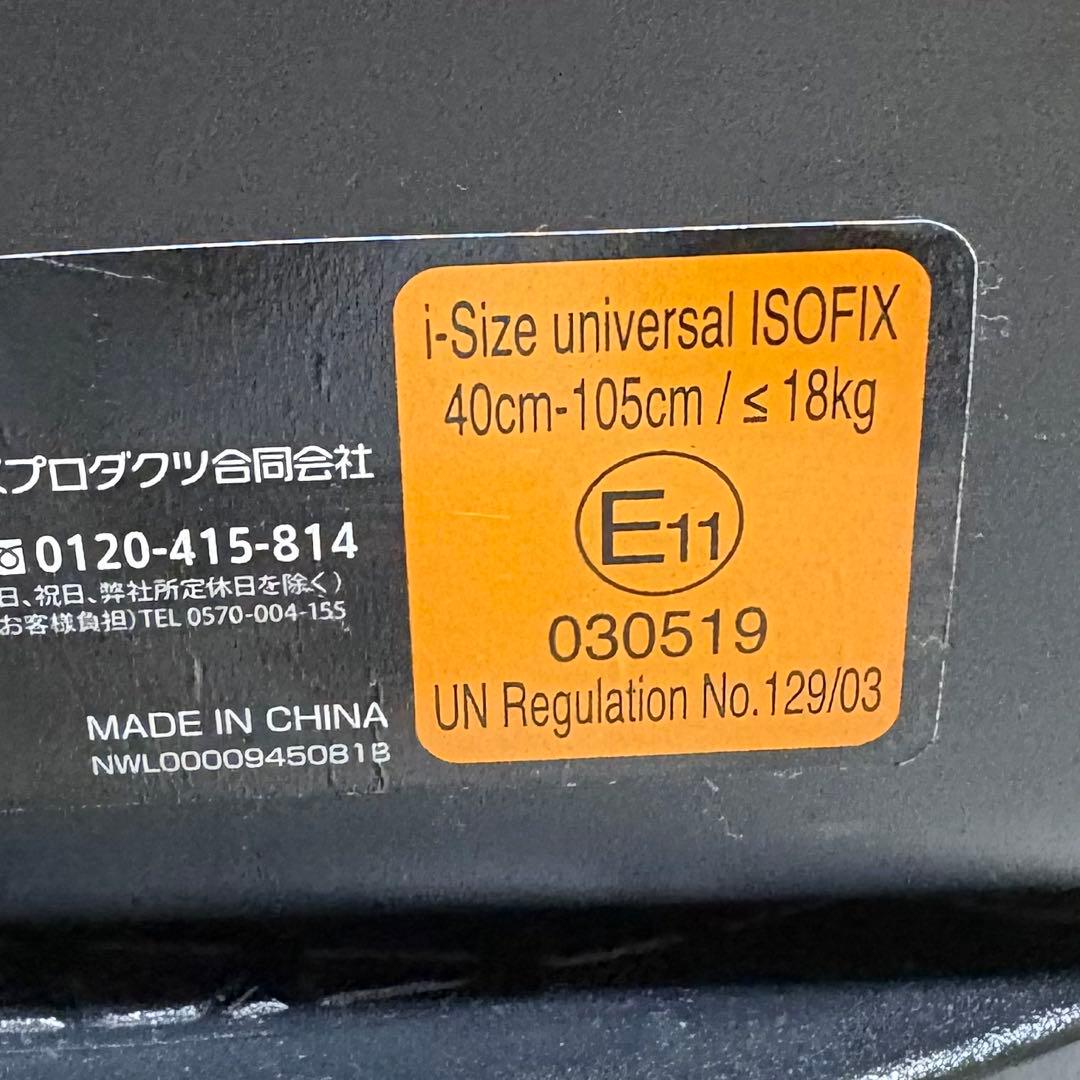 i-Size universal ISOFIX
40cm-105cm / ≤ 18kg
E11
030519
UN Regulation No.129/03
プロダクツ合同会社
0120-415-814
日、祝日、弊社所定休日を除く)
お客様負担)TEL 0570-004-155
MADE IN CHINA
NWL0000945081B